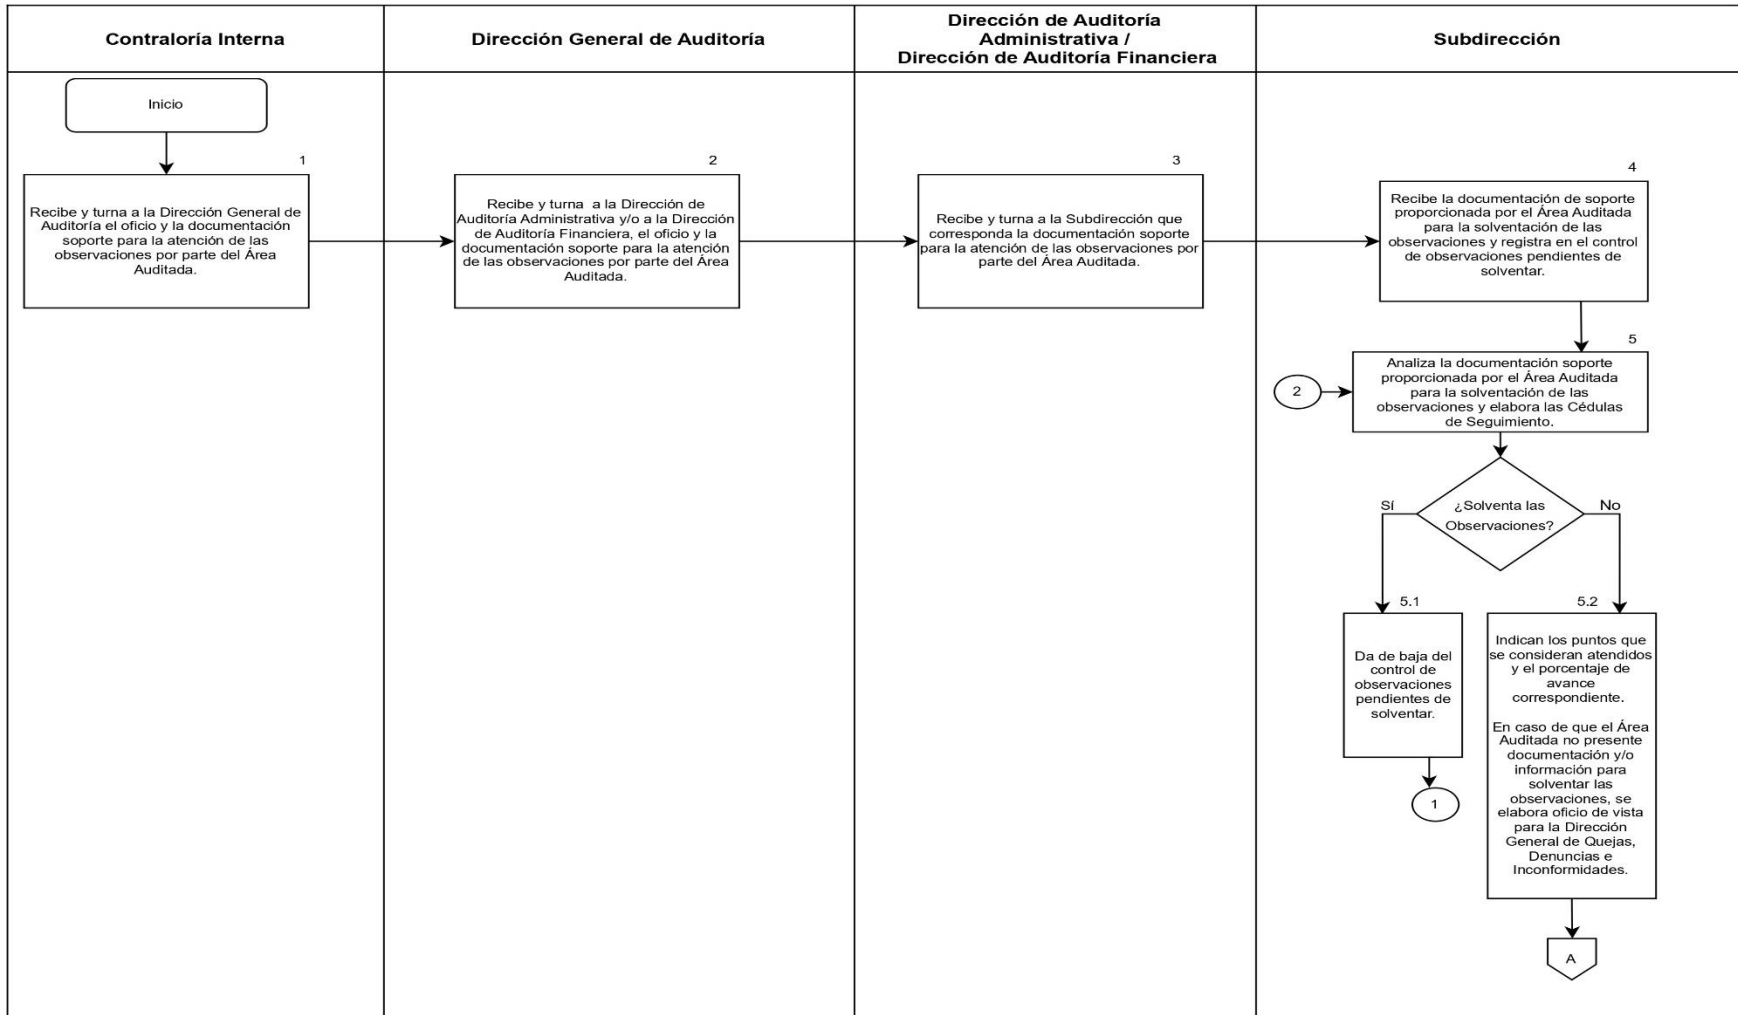 Contraloría Interna
Dirección General de Auditoría
Dirección de Auditoría
Administrativa /
Dirección de Auditoría Financiera
Subdirección
Inicio
1
Recibe y turna a la Dirección General de
Auditoría el oficio y la documentación
soporte para la atención de las
observaciones por parte del Área
Auditada.
2
Recibe y turna a la Dirección de
Auditoría Administrativa y/o a la Dirección
de Auditoría Financiera, el oficio y la
documentación soporte para la atención
de las observaciones por parte del Área
Auditada.
3
Recibe y turna a la Subdirección que
corresponda la documentación soporte
para la atención de las observaciones por
parte del Área Auditada.
4
Recibe la documentación de soporte
proporcionada por el Área Auditada
para la solventación de las
observaciones y registra en el control
de observaciones pendientes de
solventar.
5
2
Analiza la documentación soporte
proporcionada por el Área Auditada
para la solventación de las
observaciones y elabora las Cédulas
de Seguimiento.
Sí
¿Solventa las
Observaciones?
No
5.1
Da de baja del
control de
observaciones
pendientes de
solventar.
1
5.2
Indican los puntos que
se consideran atendidos
y el porcentaje de
avance
correspondiente.
En caso de que el Área
Auditada no presente
documentación y/o
información para
solventar las
observaciones, se
elabora oficio de vista
para la Dirección
General de Quejas,
Denuncias e
Inconformidades.
A